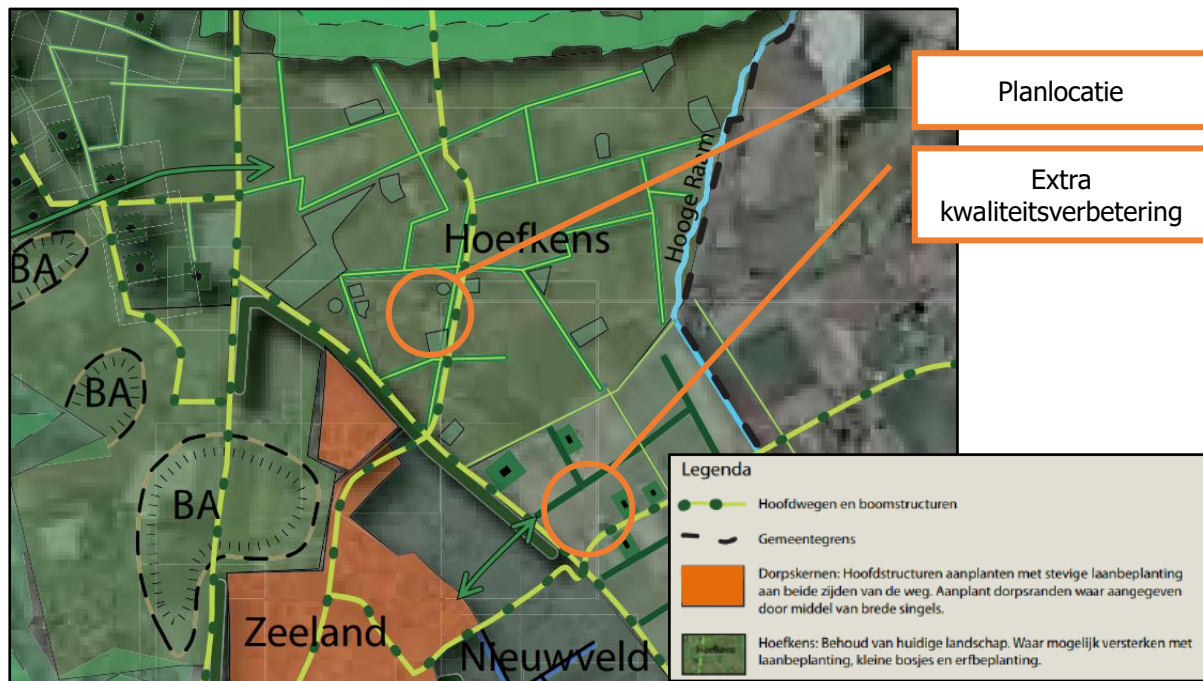 Planlocatie
Extra
kwaliteitsverbetering
Hooge Raam
Hoefkens
BA
BA
BA
Zeeland
Nieuwveld
Legenda
Hoofdwegen en boomstructuren
Gemeentegrens
Dorpskernen: Hoofdstructuren aanplanten met stevige laanbeplanting
aan beide zijden van de weg. Aanplant dorpsranden waar aangegeven
door middel van brede singels.
Hoefkens
Hoefkens: Behoud van huidige landschap. Waar mogelijk versterken met
laanbeplanting, kleine bosjes en erfbeplanting.